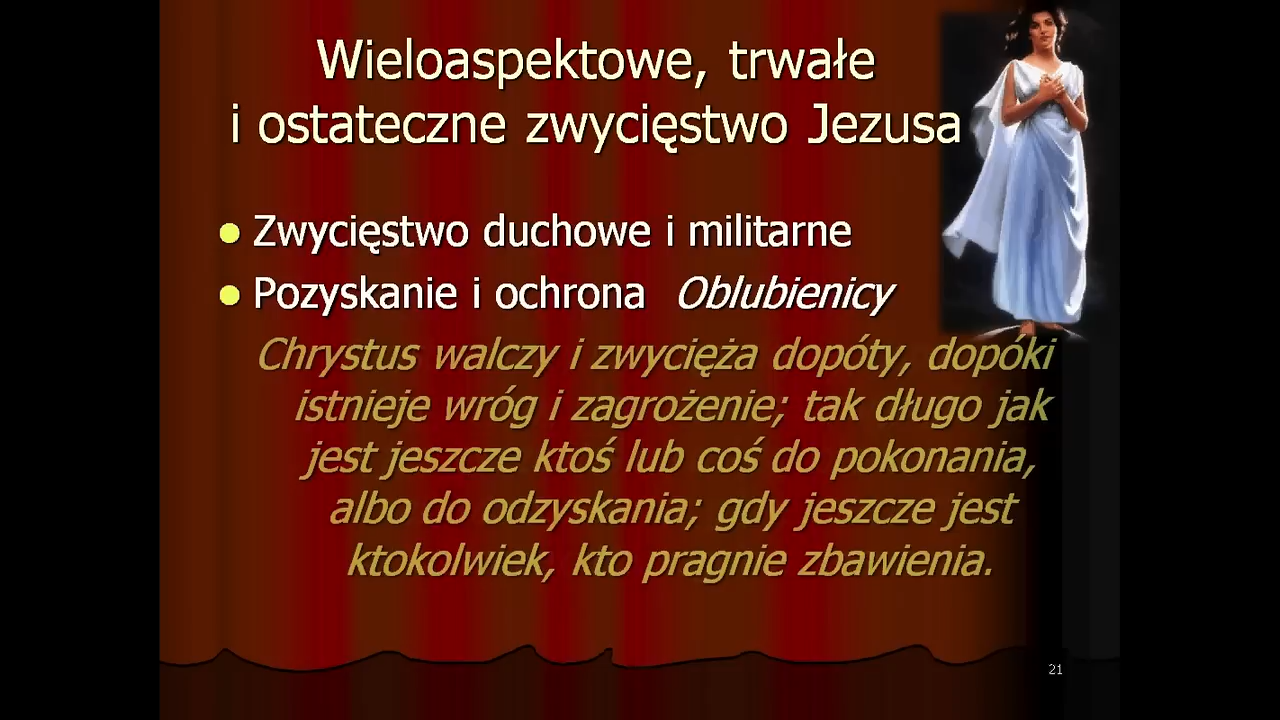 Wieloaspektowe, trwałe
i ostateczne zwycięstwo Jezusa
Zwycięstwo duchowe i militarne
Pozyskanie i ochrona Oblubienicy
Chrystus walczy i zwycięża dopóty, dopóki
istnieje wróg i zagrożenie; tak długo jak
jest jeszcze ktoś lub coś do pokonania,
albo do odzyskania; gdy jeszcze jest
ktokolwiek, kto pragnie zbawienia.
21